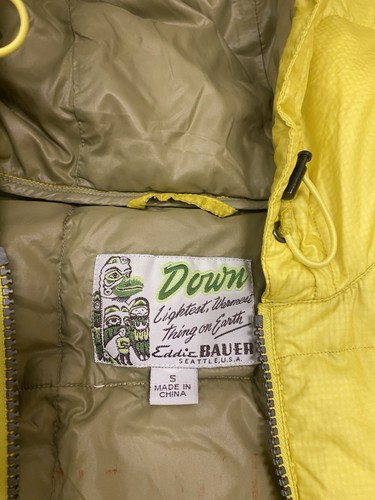 Down
Lightest, Warmest
Thing on Earth
Eddie BAUER
SEATTLE, U.S.A.
S
MADE IN
CHINA